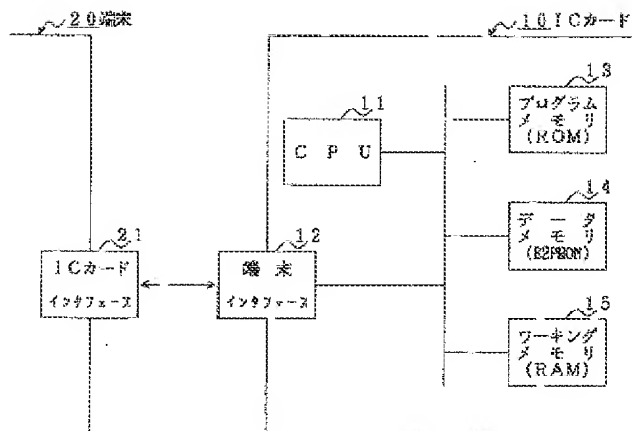 20端末
10ICカード
11
CPU
13
プログラム
メモリ
(ROM)
14
データ
メモリ
(E2PROM)
21
ICカード
インタフェース
12
端末
インタフェース
15
ワーキング
メモリ
(RAM)